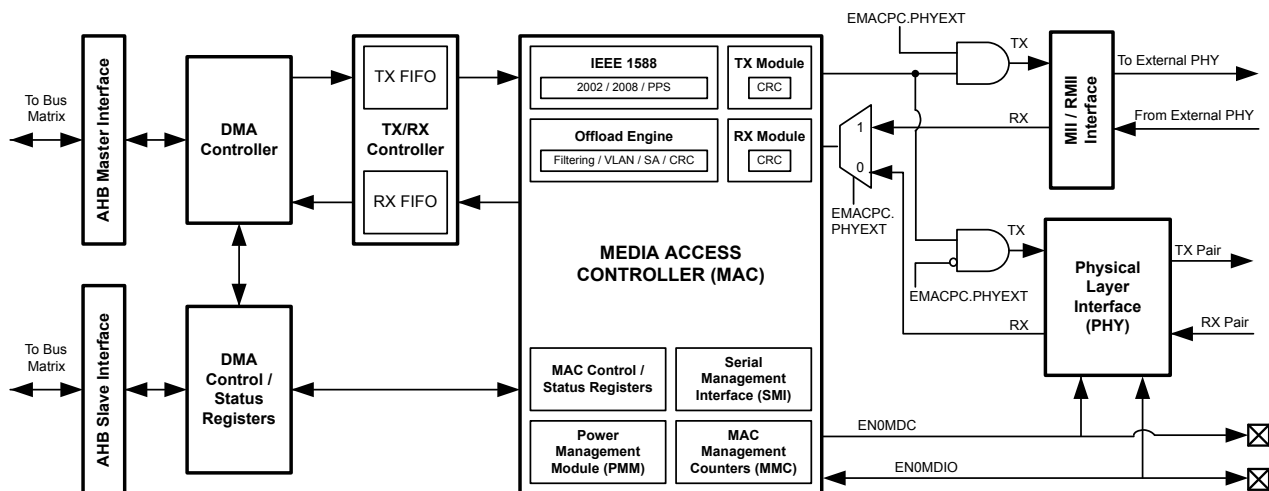 To Bus
Matrix
AHB Master Interface
DMA
Controller
TX FIFO
TX/RX
Controller
RX FIFO
IEEE 1588
2002 / 2008 / PPS
TX Module
CRC
Offload Engine
Filtering / VLAN / SA / CRC
RX Module
CRC
MEDIA ACCESS
CONTROLLER (MAC)
EMACPC.PHYEXT
TX
1
0
RX
EMACPC.
PHYEXT
MII / RMII
Interface
To External PHY
From External PHY
TX
EMACPC.PHYEXT
RX
Physical
Layer
Interface
(PHY)
TX Pair
RX Pair
To Bus
Matrix
AHB Slave Interface
DMA
Control /
Status
Registers
MAC Control /
Status Registers
Serial
Management
Interface (SMI)
Power
Management
Module (PMM)
MAC
Management
Counters (MMC)
EN0MDC
EN0MDIO